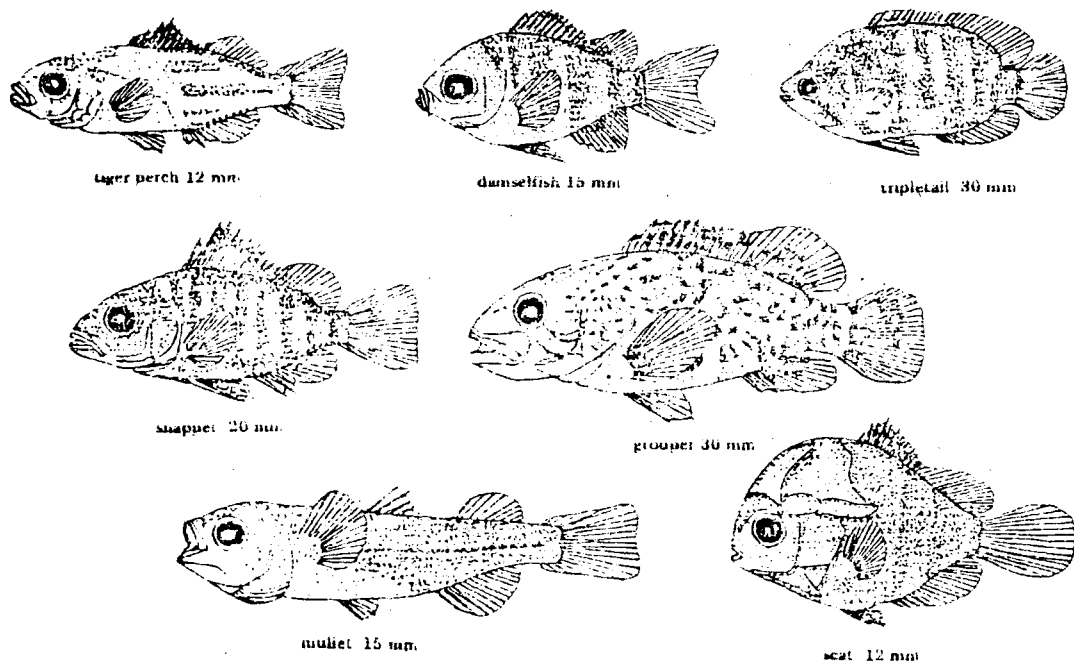 tiger perch 12 mm
damselfish 15 mm
tripletail 30 mm
snapper 20 mm
grouper 30 mm
mullet 15 mm
scat 12 mm